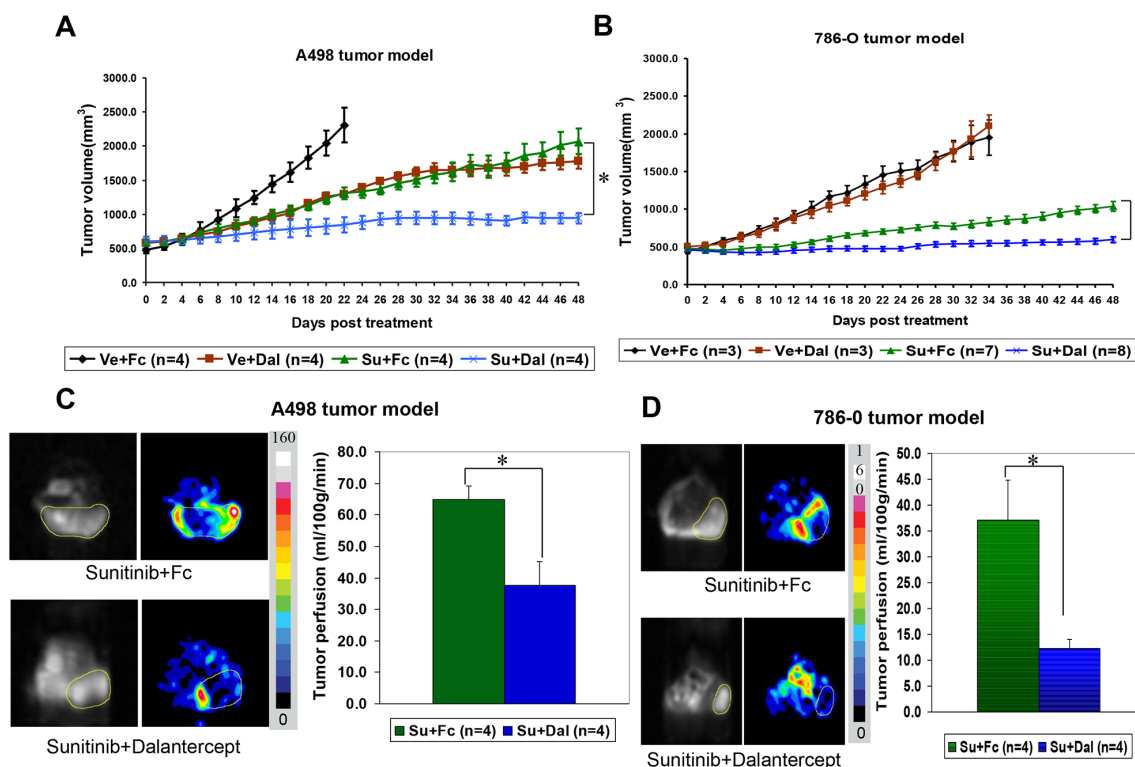 A
A498 tumor model
Tumor volume(mm3)
3000.0
2500.0
2000.0
1500.0
1000.0
500.0
0.0
0 2 4 6 8 10 12 14 16 18 20 22 24 26 28 30 32 34 36 38 40 42 44 46 48
*
Days post treatment
Ve+Fc (n=4) Ve+Dal (n=4) Su+Fc (n=4) Su+Dal (n=4)
B
786-O tumor model
Tumor volume(mm3)
3000.0
2500.0
2000.0
1500.0
1000.0
500.0
0.0
0 2 4 6 8 10 12 14 16 18 20 22 24 26 28 30 32 34 36 38 40 42 44 46 48
Days post treatment
Ve+Fc (n=3) Ve+Dal (n=3) Su+Fc (n=7) Su+Dal (n=8)
C
A498 tumor model
160
0
Sunitinib+Fc
Sunitinib+Dalantercept
Tumor perfusion (ml/100g/min)
80.0
70.0
60.0
50.0
40.0
30.0
20.0
10.0
0.0
*
Su+Fc (n=4) Su+Dal (n=4)
D
786-0 tumor model
1
6
0
0
Sunitinib+Fc
Sunitinib+Dalantercept
Tumor perfusion (ml/100g/min)
50.0
45.0
40.0
35.0
30.0
25.0
20.0
15.0
10.0
5.0
0.0
*
Su+Fc (n=4) Su+Dal (n=4)